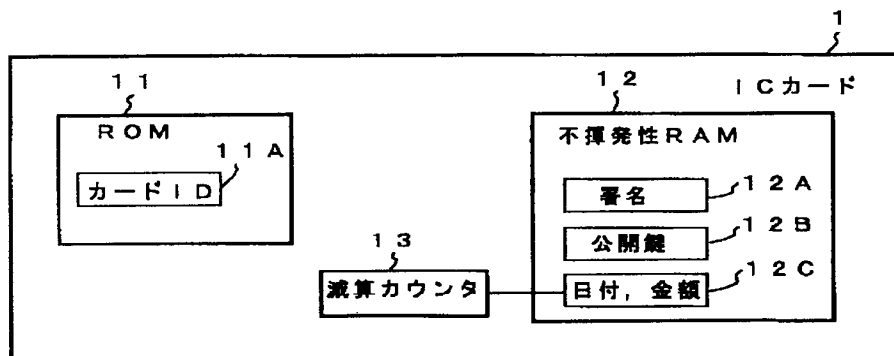 1
ICカード
11
ROM
11A
カードID
12
不揮発性RAM
署名
12A
公開鍵
12B
日付，金額
12C
13
減算カウンタ